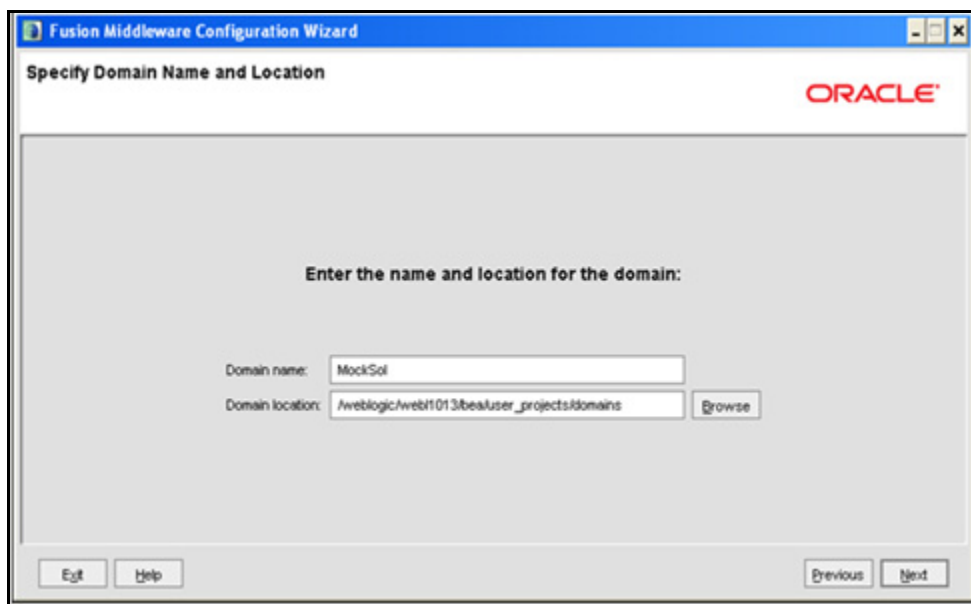 Fusion Middleware Configuration Wizard
Specify Domain Name and Location
ORACLE
Enter the name and location for the domain:
Domain name: MockSol
Domain location: /weblogic/webl1013/bea/user_projects/domains Browse
Exit Help Previous Next